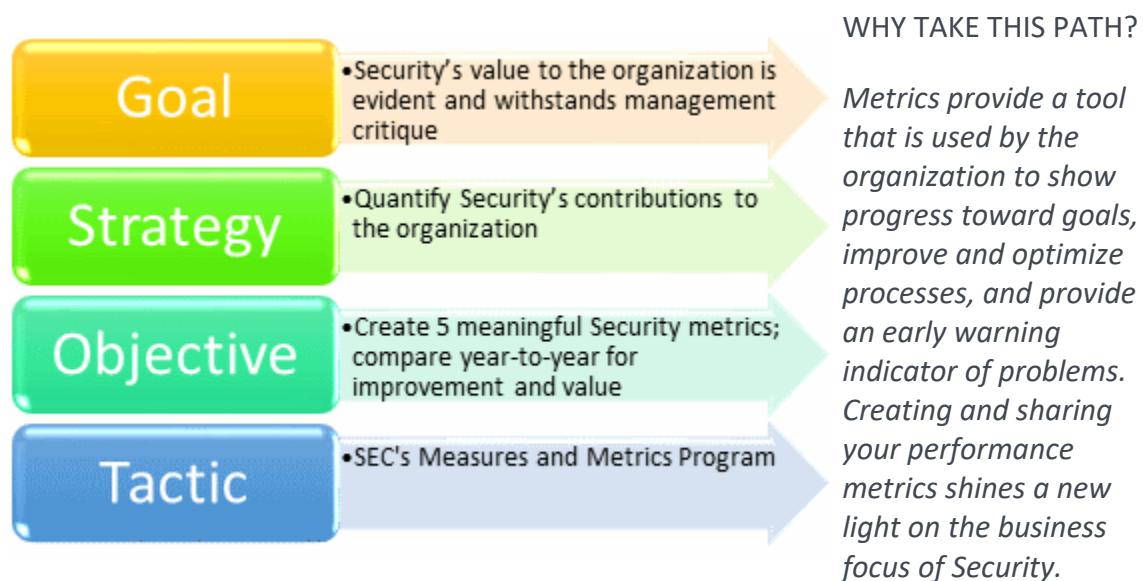 Goal
•Security’s value to the organization is
evident and withstands management
critique
Strategy
•Quantify Security’s contributions to
the organization
Objective
•Create 5 meaningful Security metrics;
compare year-to-year for
improvement and value
Tactic
•SEC's Measures and Metrics Program
WHY TAKE THIS PATH?
Metrics provide a tool
that is used by the
organization to show
progress toward goals,
improve and optimize
processes, and provide
an early warning
indicator of problems.
Creating and sharing
your performance
metrics shines a new
light on the business
focus of Security.